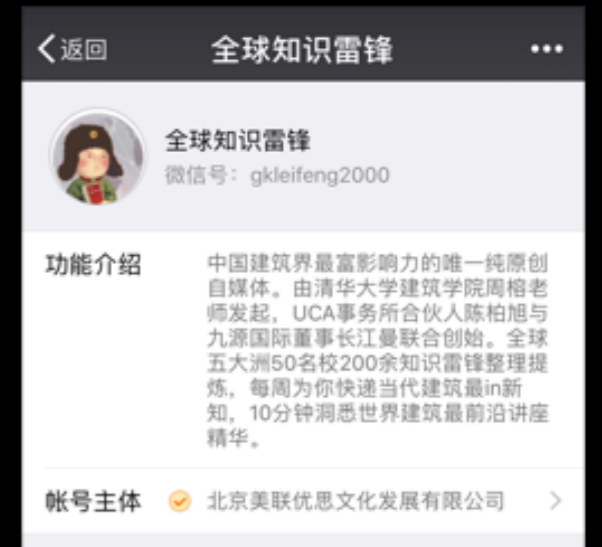 返回 全球知识雷锋
全球知识雷锋
微信号：gkleifeng2000
功能介绍
中国建筑界最富影响力的唯一纯原创
自媒体。由清华大学建筑学院周榕老
师发起，UCA事务所合伙人陈柏旭与
九源国际董事长江曼联合创始。全球
五大洲50名校200余知识雷锋整理提
炼，每周为你快递当代建筑最in新
知，10分钟洞悉世界建筑最前沿讲座
精华。
帐号主体 北京美联优思文化发展有限公司